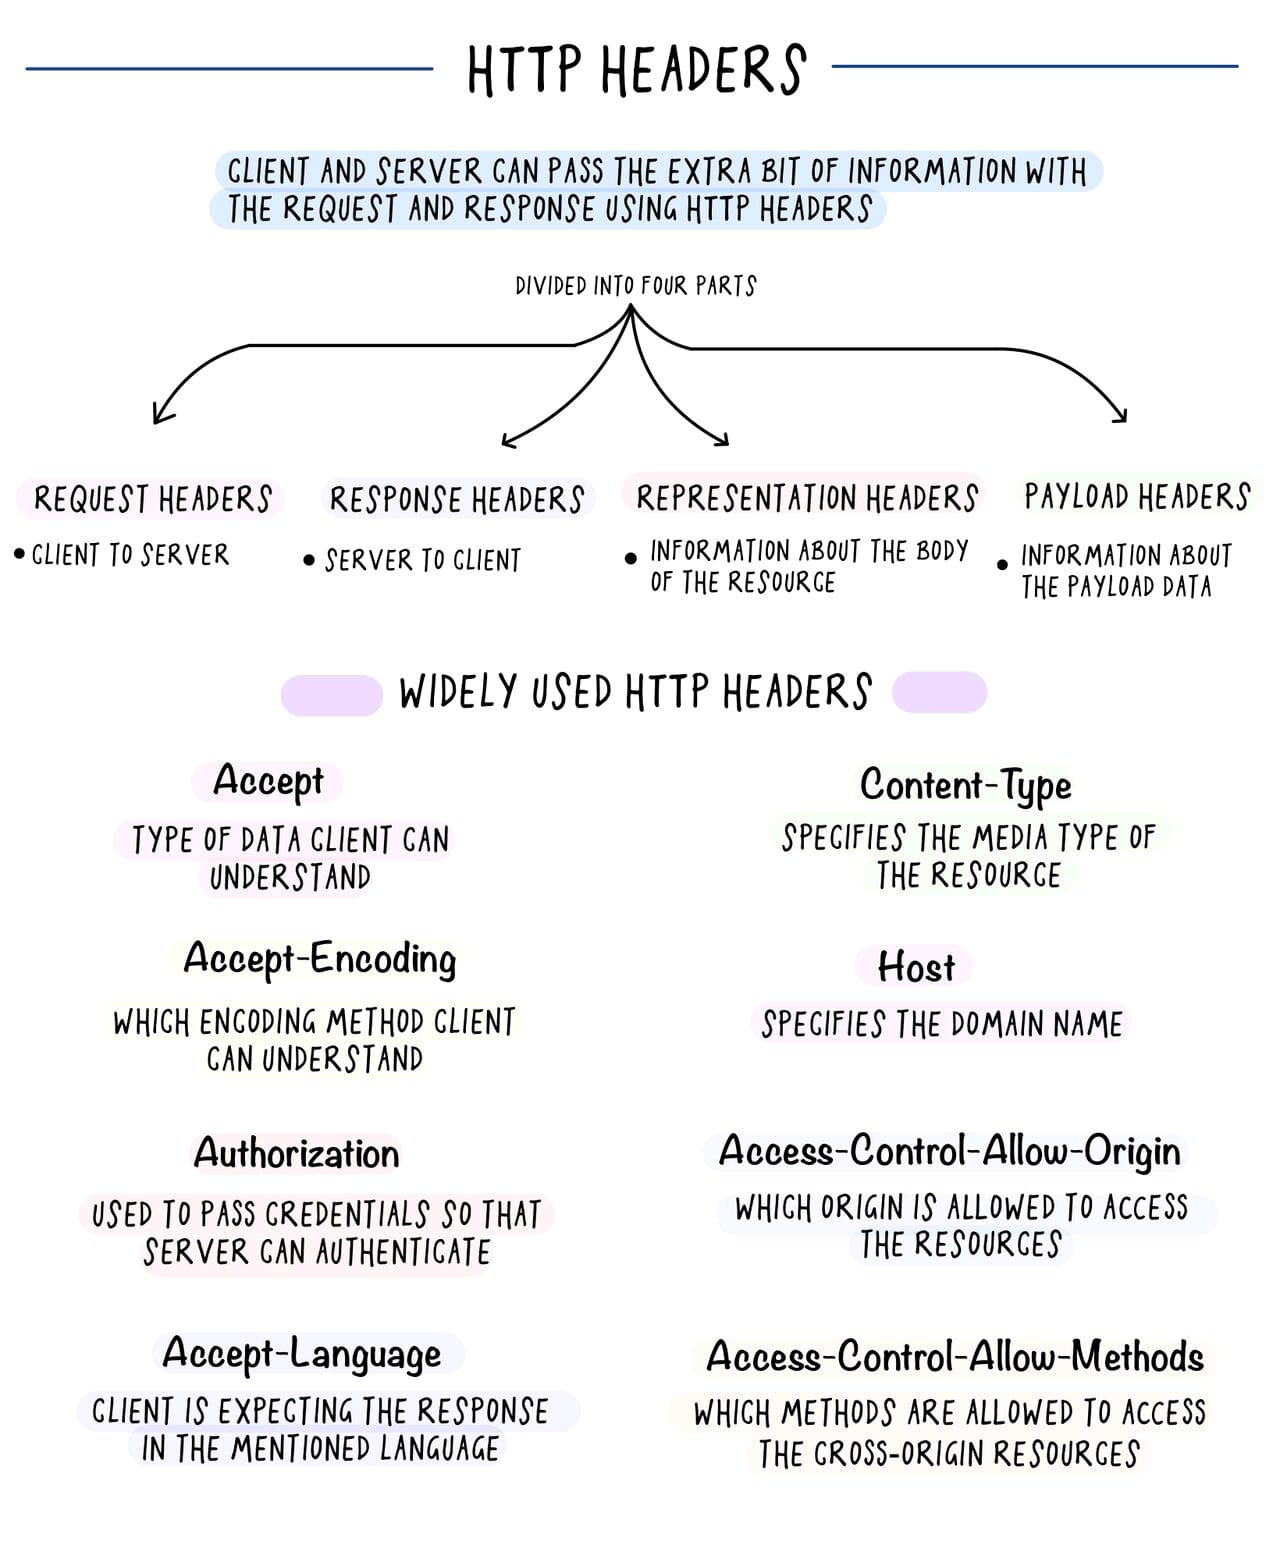 HTTP HEADERS
CLIENT AND SERVER CAN PASS THE EXTRA BIT OF INFORMATION WITH
THE REQUEST AND RESPONSE USING HTTP HEADERS
DIVIDED INTO FOUR PARTS
REQUEST HEADERS
• CLIENT TO SERVER
RESPONSE HEADERS
• SERVER TO CLIENT
REPRESENTATION HEADERS
• INFORMATION ABOUT THE BODY
OF THE RESOURCE
PAYLOAD HEADERS
• INFORMATION ABOUT
THE PAYLOAD DATA
WIDELY USED HTTP HEADERS
Accept
TYPE OF DATA CLIENT CAN
UNDERSTAND
Content-Type
SPECIFIES THE MEDIA TYPE OF
THE RESOURCE
Accept-Encoding
WHICH ENCODING METHOD CLIENT
CAN UNDERSTAND
Host
SPECIFIES THE DOMAIN NAME
Authorization
USED TO PASS CREDENTIALS SO THAT
SERVER CAN AUTHENTICATE
Access-Control-Allow-Origin
WHICH ORIGIN IS ALLOWED TO ACCESS
THE RESOURCES
Accept-Language
CLIENT IS EXPECTING THE RESPONSE
IN THE MENTIONED LANGUAGE
Access-Control-Allow-Methods
WHICH METHODS ARE ALLOWED TO ACCESS
THE CROSS-ORIGIN RESOURCES